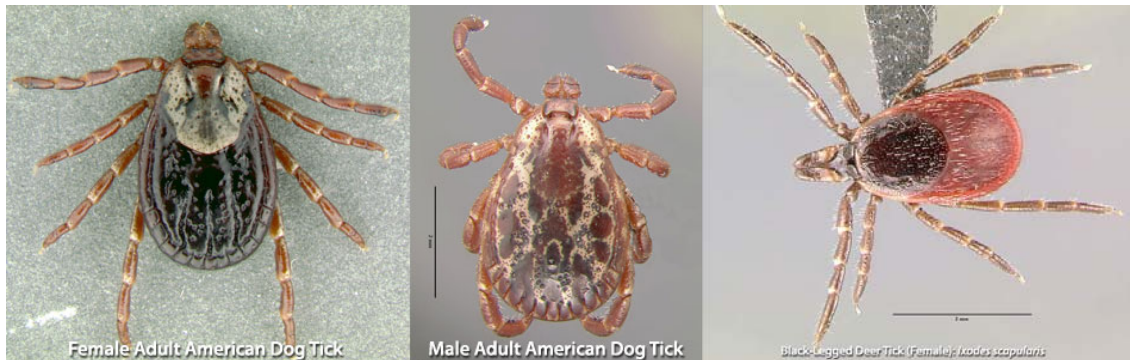 Female Adult American Dog Tick
Male Adult American Dog Tick
Black-Legged Deer Tick (Female): Ixodes scapularis